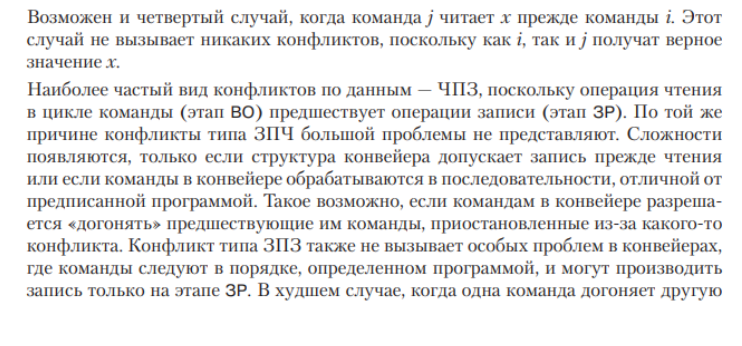 Возможен и четвертый случай, когда команда j читает x прежде команды i. Этот
случай не вызывает никаких конфликтов, поскольку как i, так и j получат верное
значение x.
Наиболее частый вид конфликтов по данным — ЧПЗ, поскольку операция чтения
в цикле команды (этап ВО) предшествует операции записи (этап ЗР). По той же
причине конфликты типа ЗПЧ большой проблемы не представляют. Сложности
появляются, только если структура конвейера допускает запись прежде чтения
или если команды в конвейере обрабатываются в последовательности, отличной от
предписанной программой. Такое возможно, если командам в конвейере разреша-
ется «догонять» предшествующие им команды, приостановленные из-за какого-то
конфликта. Конфликт типа ЗПЗ также не вызывает особых проблем в конвейерах,
где команды следуют в порядке, определенном программой, и могут производить
запись только на этапе ЗР. В худшем случае, когда одна команда догоняет другую